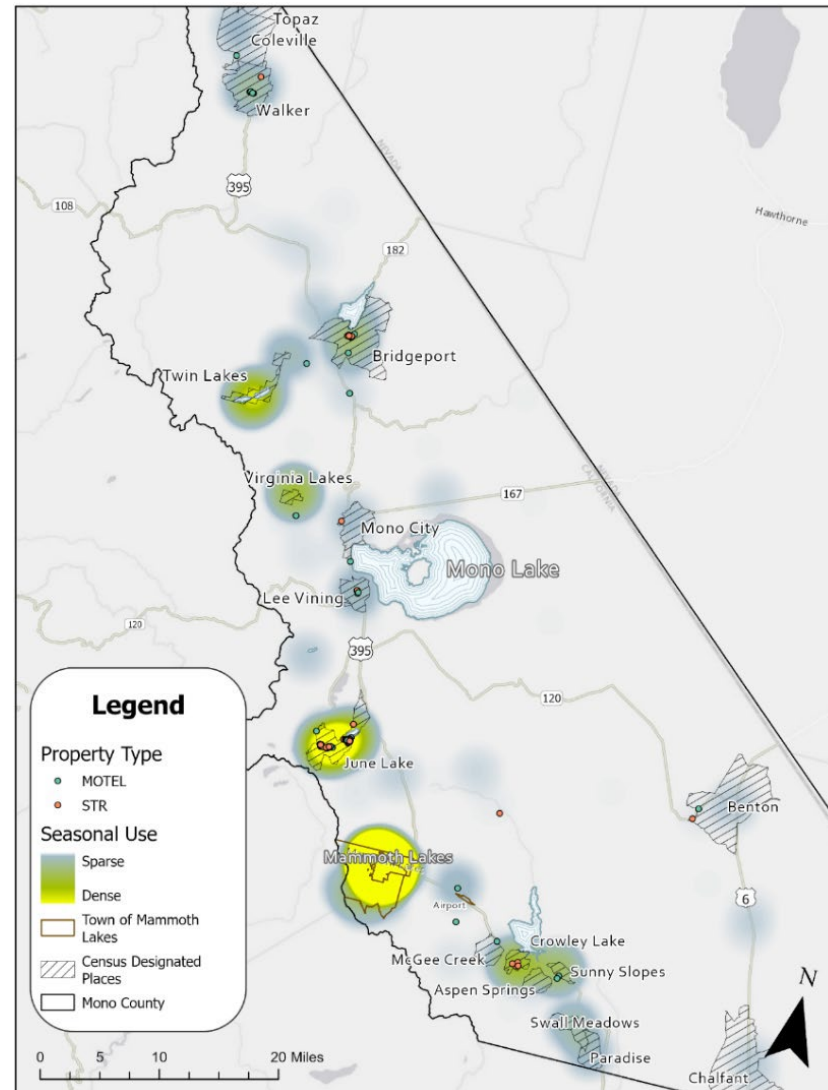 Topaz
Coleville
Walker
395
108
NEVADA
Hawthorne
182
Bridgeport
Twin Lakes
Virginia Lakes
NEVADA
CALIFORNIA
167
Mono City
Mono Lake
Lee Vining
120
395
120
June Lake
Benton
Mammoth Lakes
Airport
6
Crowley Lake
McGee Creek
Sunny Slopes
Aspen Springs
Swall Meadows
Paradise
Chalfant
N
Legend
Property Type
MOTEL
STR
Seasonal Use
Sparse
Dense
Town of Mammoth
Lakes
Census Designated
Places
Mono County
0 5 10 20 Miles